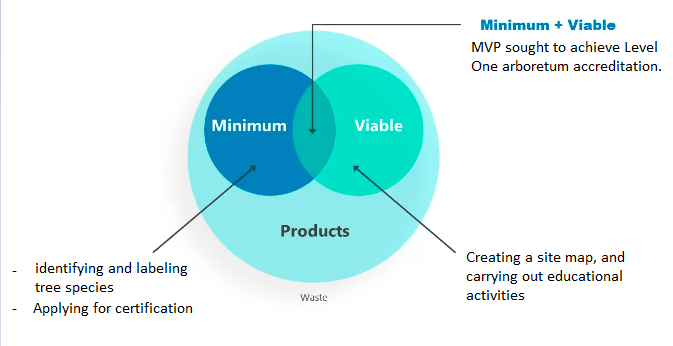 Minimum + Viable
MVP sought to achieve Level
One arboretum accreditation.
Minimum
Viable
Products
- identifying and labeling
tree species
- Applying for certification
Creating a site map, and
carrying out educational
activities
Waste